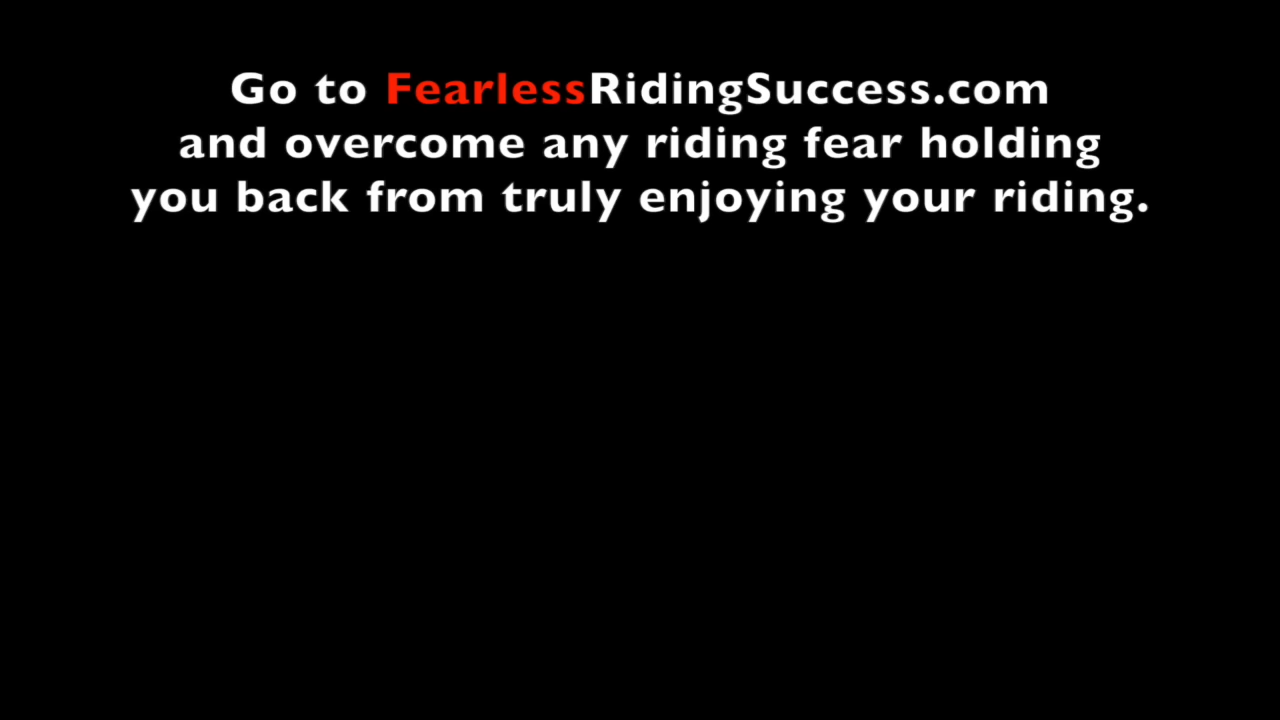 Go to FearlessRidingSuccess.com
and overcome any riding fear holding
you back from truly enjoying your riding.